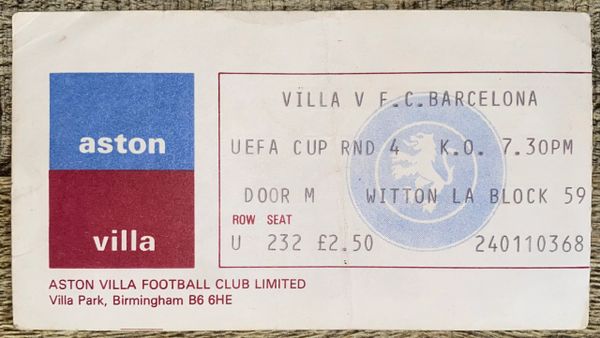 aston
villa
VILLA V F.C.BARCELONA
UEFA CUP RND 4 K.O. 7.30PM
DOOR M WITTON LA BLOCK 59
ROW SEAT
U 232 £2.50 240110368
ASTON VILLA FOOTBALL CLUB LIMITED
Villa Park, Birmingham B6 6HE